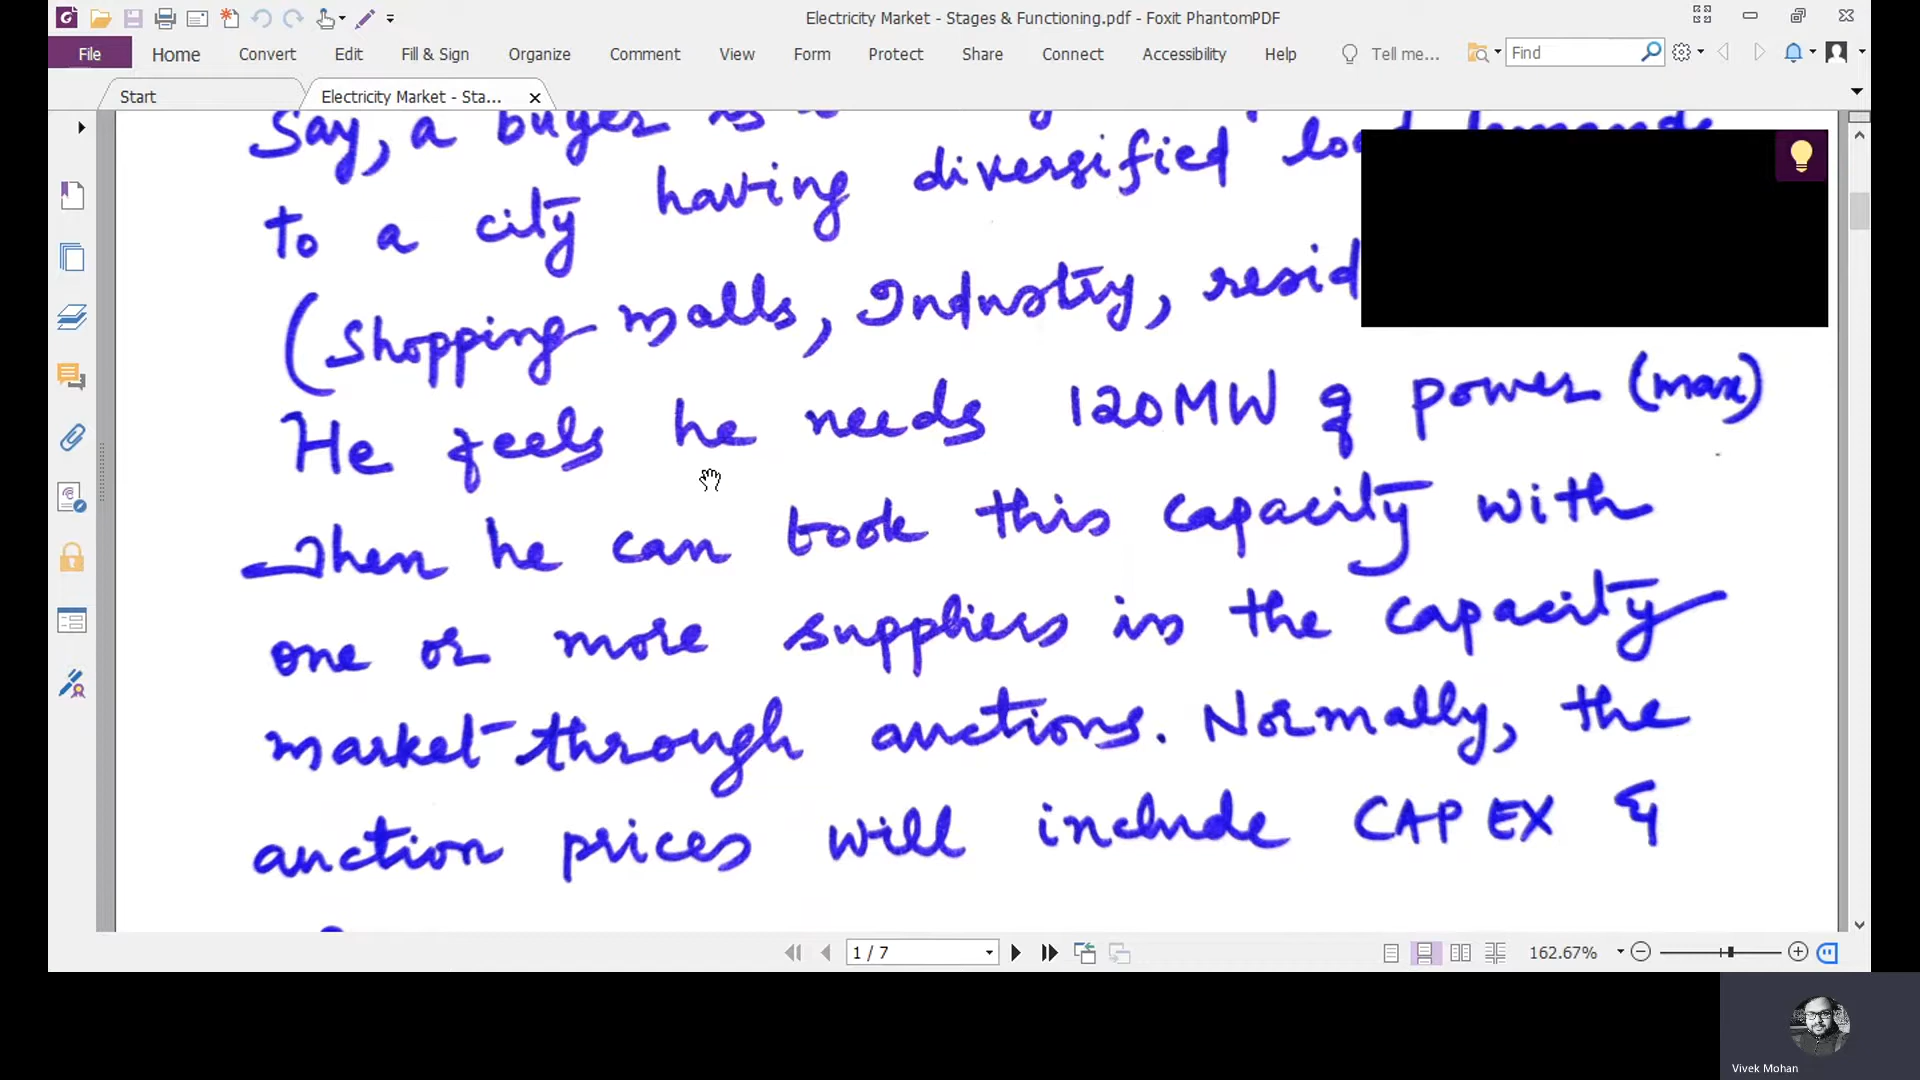 Electricity Market - Stages & Functioning.pdf - Foxit PhantomPDF
File Home Convert Edit Fill & Sign Organize Comment View Form Protect Share Connect Accessibility Help Tell me... Find
Start Electricity Market - Sta...
Say, a buyer is
to a city having diversified
(Shopping malls, Industry,
He feels he needs 120MW of power (max)
Then he can book this capacity with
one or more suppliers in the capacity
market through auctions. Normally, the
auction prices will include CAPEX &
1 / 7 162.67%
Vivek Mohan